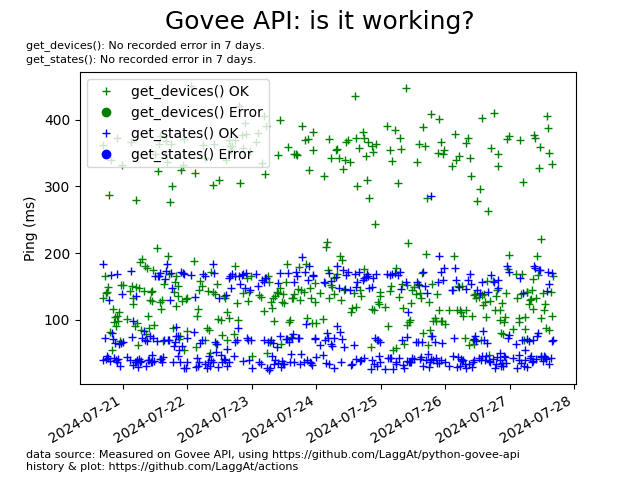 Govee API: is it working?
get_devices(): No recorded error in 7 days.
get_states(): No recorded error in 7 days.
get_devices() OK
get_devices() Error
get_states() OK
get_states() Error
400
300
200
100
Ping (ms)
2024-07-21
2024-07-22
2024-07-23
2024-07-24
2024-07-25
2024-07-26
2024-07-27
2024-07-28
data source: Measured on Govee API, using https://github.com/LaggAt/python-govee-api
history & plot: https://github.com/LaggAt/actions